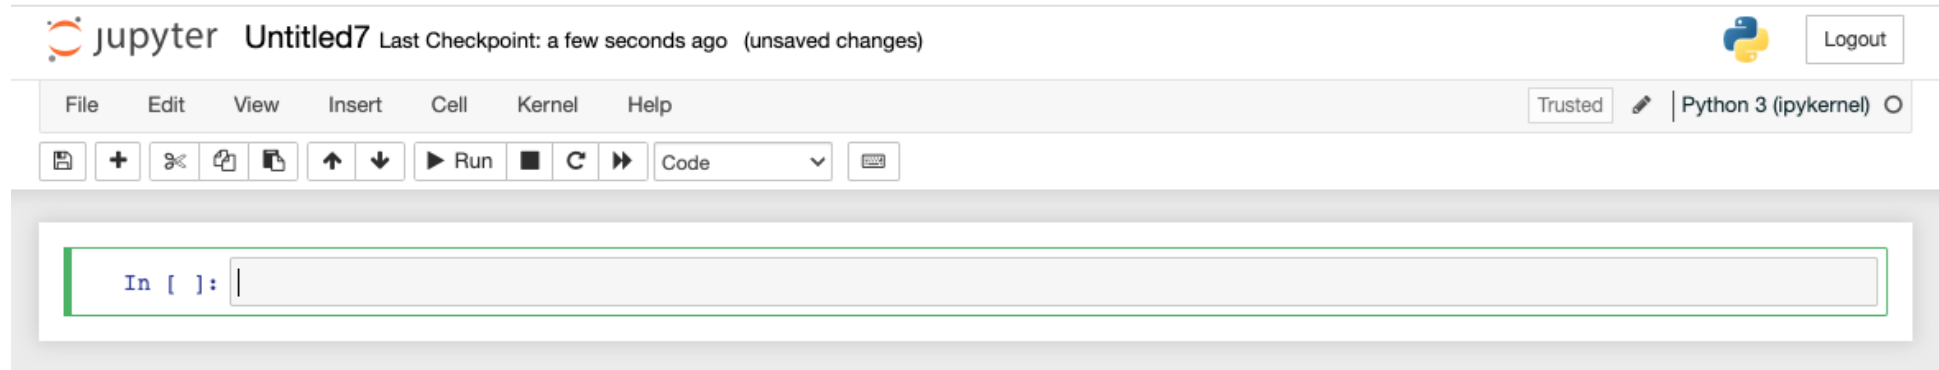 jupyter Untitled7 Last Checkpoint: a few seconds ago (unsaved changes) Logout
File Edit View Insert Cell Kernel Help Trusted Python 3 (ipykernel)
Run Code
In [ ]: